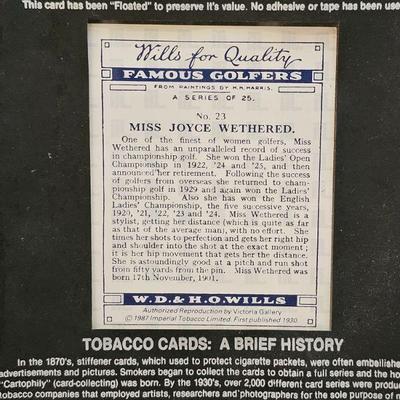 This card has been "Floated" to preserve it's value. No adhesive or tape has been used
Wills for Quality
FAMOUS GOLFERS
FROM PAINTINGS BY H.M. HARRIS.
A SERIES OF 25.
No. 23
MISS JOYCE WETHERED.
One of the finest of women golfers, Miss
Wethered has an unparalleled record of success
in championship golf. She won the Ladies' Open
Championship in 1922, '24 and '25, and then
announced her retirement. Following the success
of golfers from overseas she returned to cham-
pionship golf in 1929 and again won the Ladies'
Championship. Also she has won the English
Ladies' Championship, the five successive years,
1920, '21, '22, '23 and '24. Miss Wethered is a
stylist, getting her distance (which is quite as far
as that of the average man), with no effort. She
times her shots to perfection and gets her right hip
and shoulder into the shot at the exact moment;
it is her impact that gets her the distance.
She is astoundingly good at a pitch and run shot
from fifty yards from the pin. Miss Wethered was
born 17th November, 1901.
W.D. & H.O. WILLS
Authorized Reproduction by Victoria Gallery
© 1987 Imperial Tobacco Limited. First published 1930.
TOBACCO CARDS: A BRIEF HISTORY
In the 1870's, stiffener cards, which used to protect cigarette packets, were often embellish
advertisements and pictures. Smokers began to collect the cards to obtain a full series and the ho
"Cartophily" (card-collecting) was born. By the 1930's, over 2,000 different card series were produc
tobacco companies that employed artists, researchers and photographers for the sole purpose of m